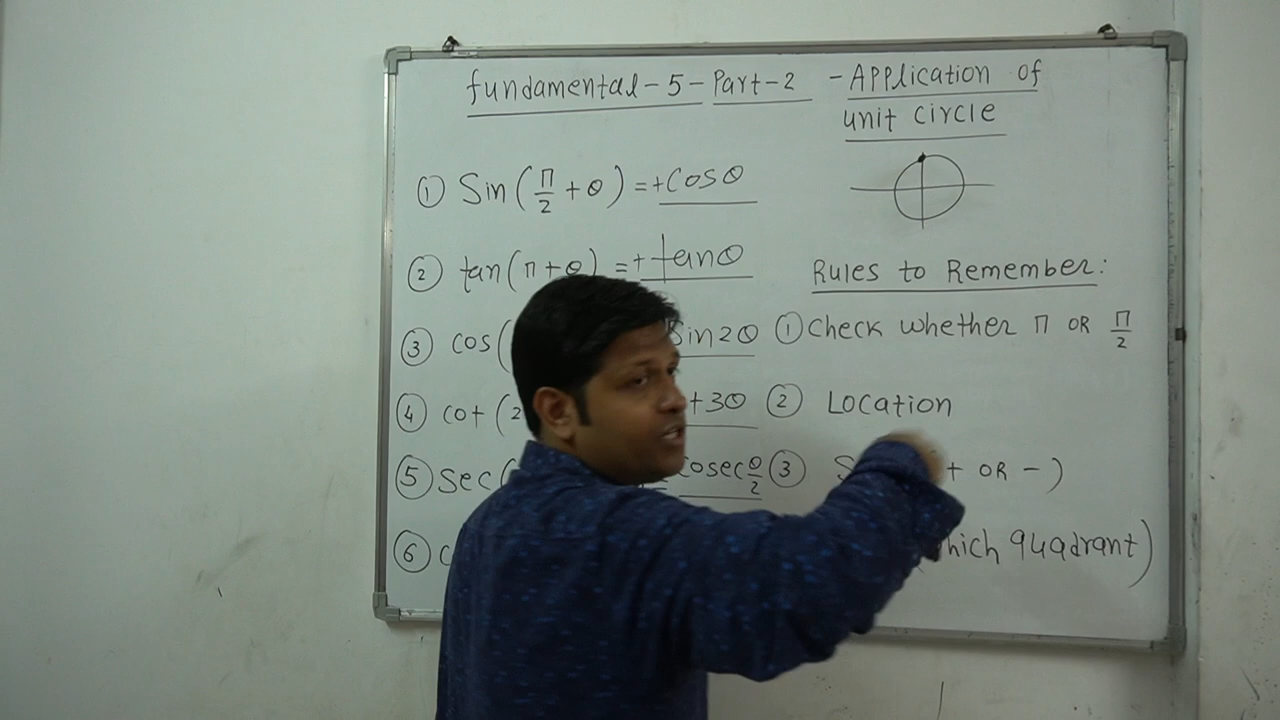 fundamental-5-Part-2 - Application of
unit circle
① Sin(π/2 + θ) = +Cosθ
② tan(π+θ) = + tanθ
Rules to Remember:
③ cos( Sin2θ
① Check whether π OR π/2
④ cot(2 +3θ
② Location
⑤ sec( cosecθ/2
③ + OR -)
⑥ c
which quadrant)